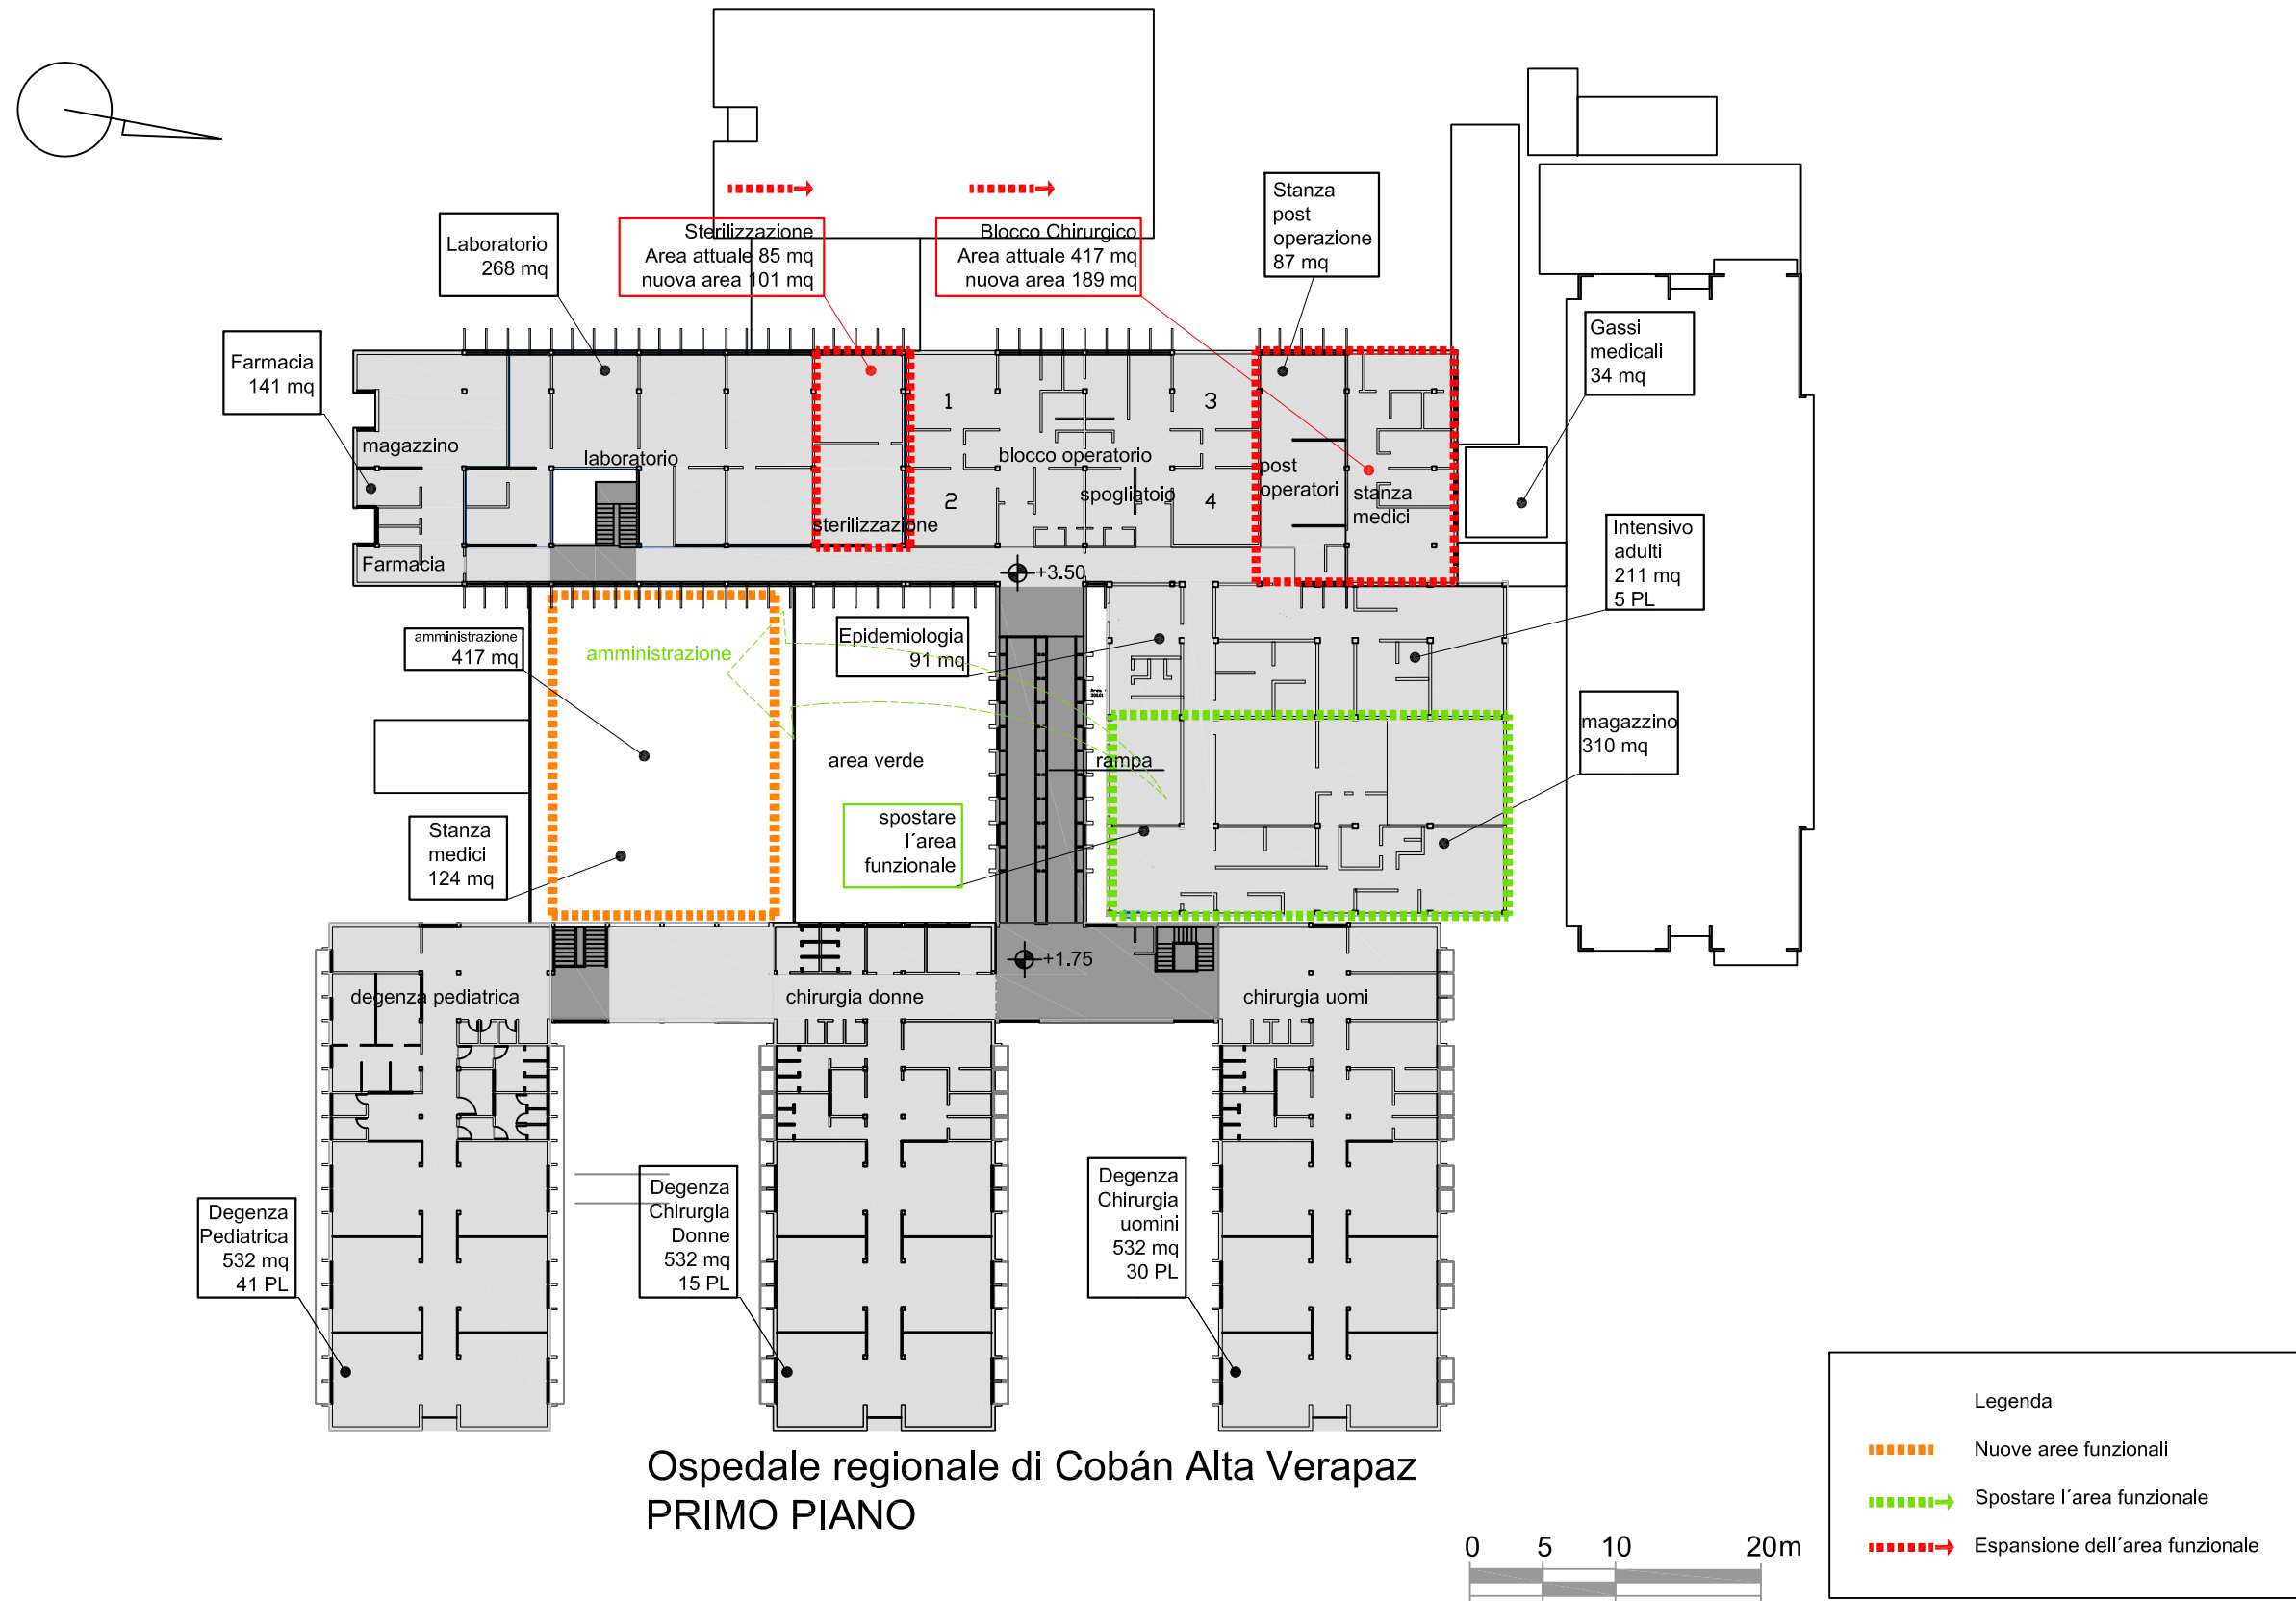 Laboratorio
268 mq
Sterilizzazione
Area attuale 85 mq
nuova area 101 mq
Blocco Chirurgico
Area attuale 417 mq
nuova area 189 mq
Stanza
post
operazione
87 mq
Farmacia
141 mq
Gassi
medicali
34 mq
magazzino
laboratorio
sterilizzazione
1
2
blocco operatorio
spogliatoio
3
4
post
operatori
stanza
medici
Farmacia
+3.50
Intensivo
adulti
211 mq
5 PL
amministrazione
417 mq
amministrazione
Epidemiologia
91 mq
area verde
rampa
magazzino
310 mq
spostare
l´area
funzionale
Stanza
medici
124 mq
+1.75
degenza pediatrica
chirurgia donne
chirurgia uomi
Degenza
Pediatrica
532 mq
41 PL
Degenza
Chirurgia
Donne
532 mq
15 PL
Degenza
Chirurgia
uomini
532 mq
30 PL
Ospedale regionale di Cobán Alta Verapaz
PRIMO PIANO
0 5 10 20m
Legenda
Nuove aree funzionali
Spostare l´area funzionale
Espansione dell´area funzionale